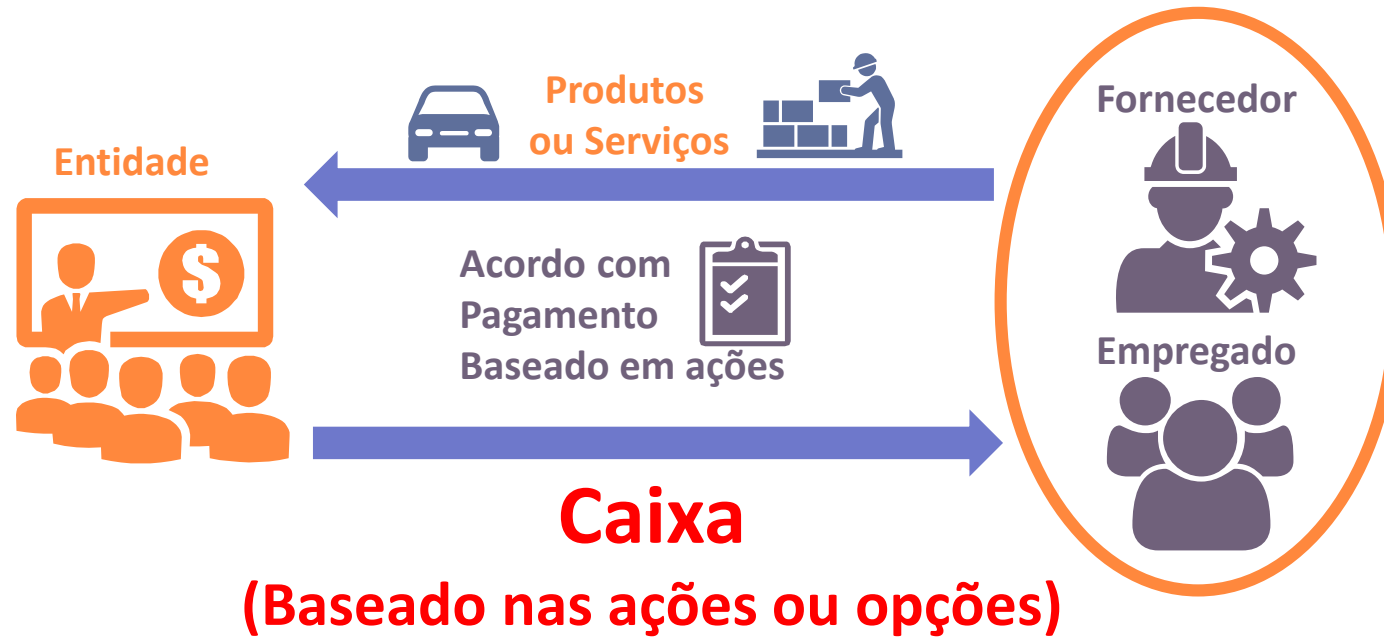 Entidade
Produtos
ou Serviços
Fornecedor
Acordo com
Pagamento
Baseado em ações
Empregado
Caixa
(Baseado nas ações ou opções)